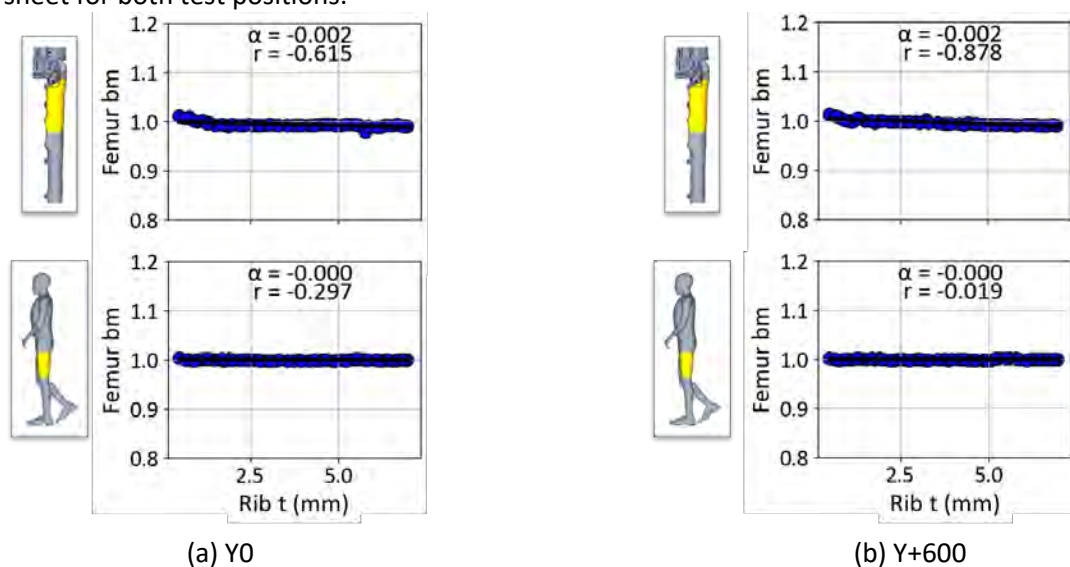 sheet for both test positions.
1.2
α = -0.002
r = -0.615
1.1
Femur bm
1.0
0.9
0.8
1.2
α = -0.002
r = -0.878
1.1
Femur bm
1.0
0.9
0.8
1.2
α = -0.000
r = -0.297
1.1
Femur bm
1.0
0.9
0.8
2.5
5.0
Rib t (mm)
1.2
α = -0.000
r = -0.019
1.1
Femur bm
1.0
0.9
0.8
2.5
5.0
Rib t (mm)
(a) Y0
(b) Y+600